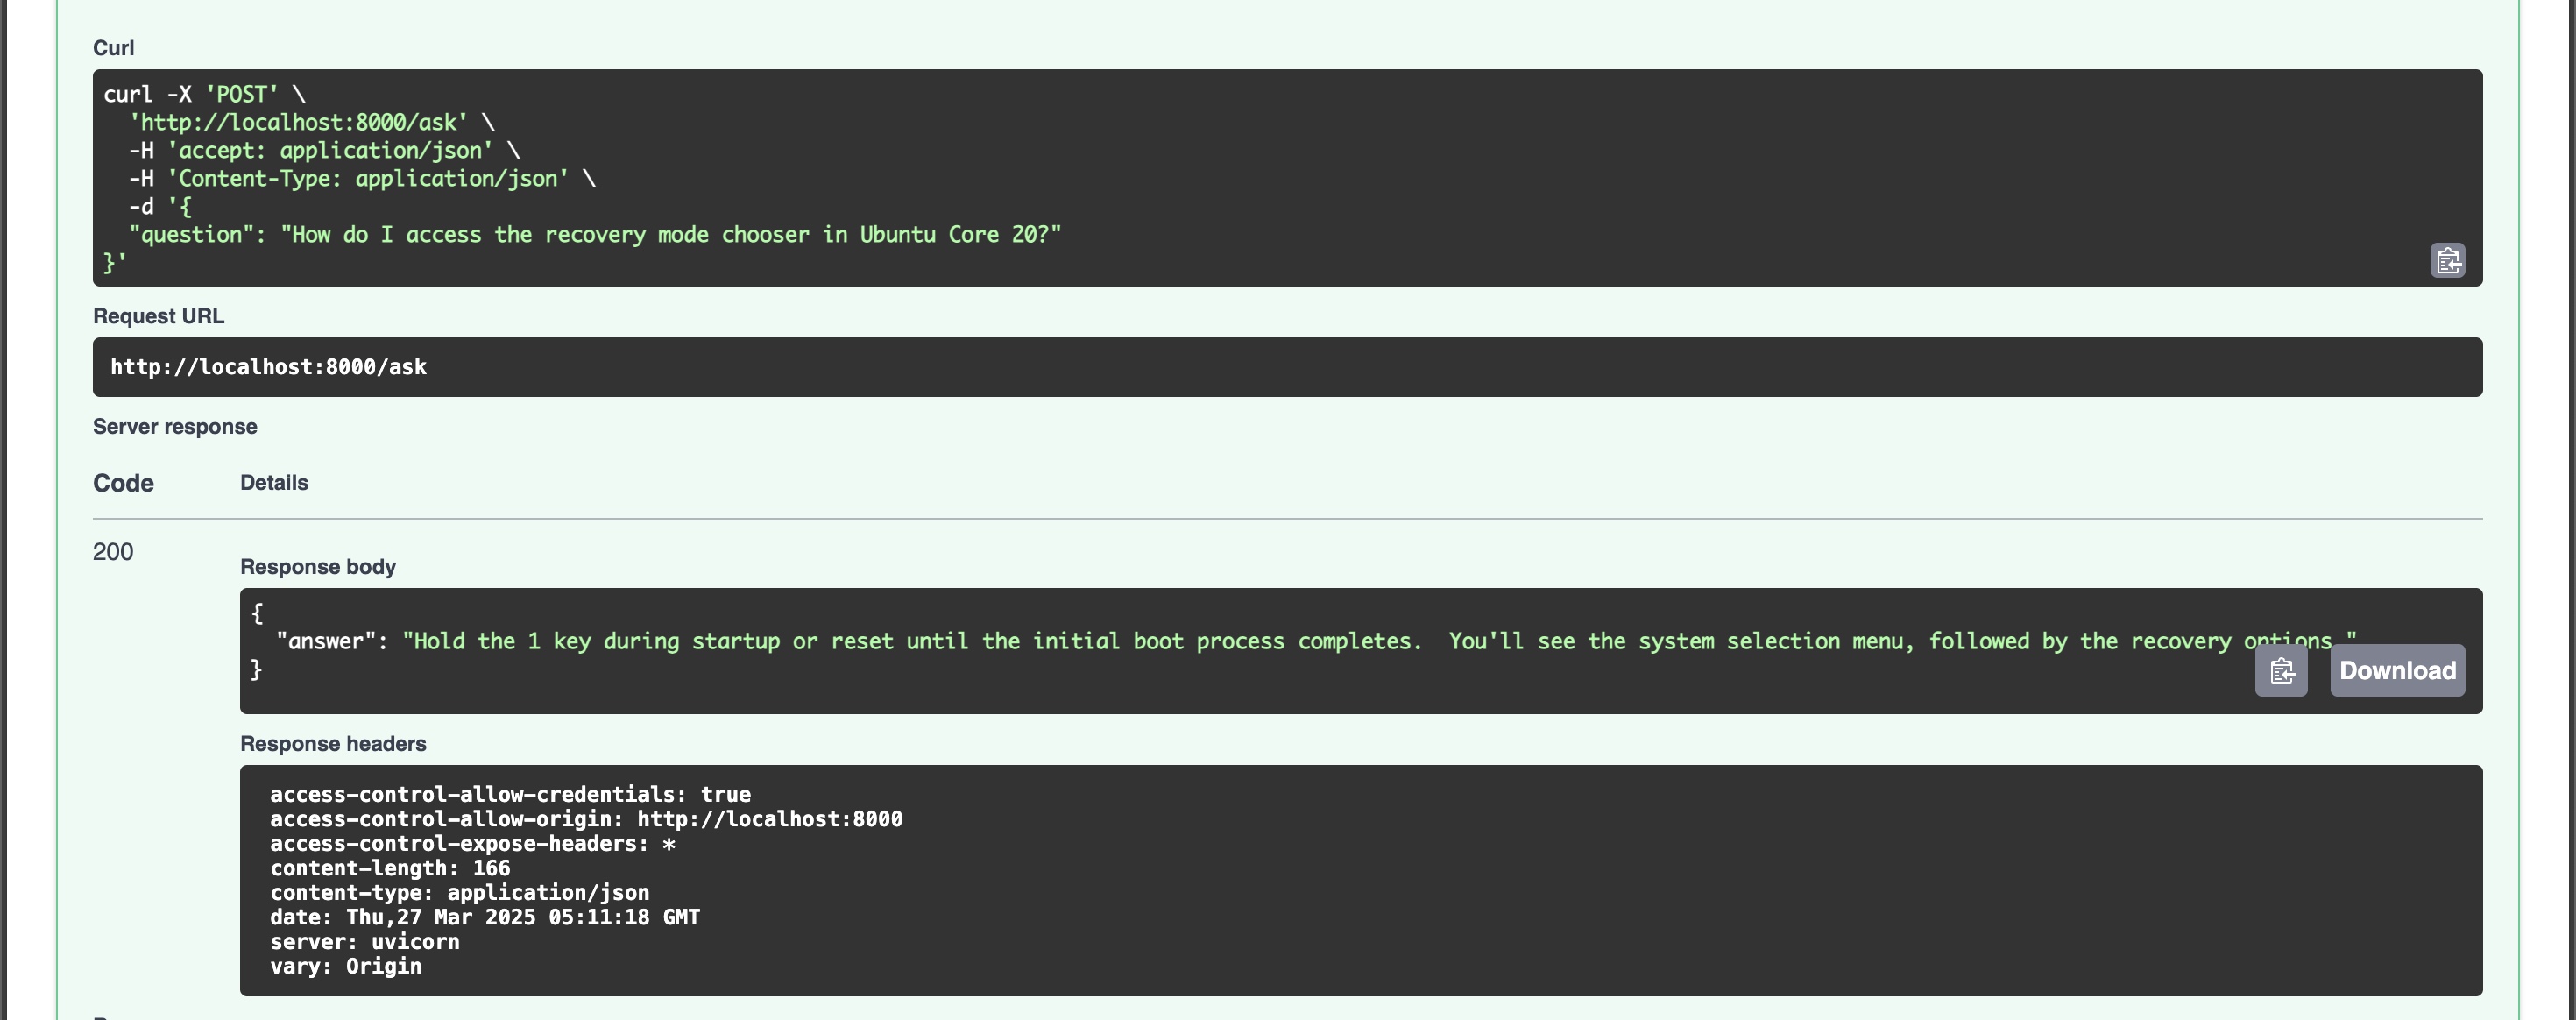 Curl
curl -X 'POST' \
  'http://localhost:8000/ask' \
  -H 'accept: application/json' \
  -H 'Content-Type: application/json' \
  -d '{
  "question": "How do I access the recovery mode chooser in Ubuntu Core 20?"
}'
Request URL
http://localhost:8000/ask
Server response
Code Details
200
Response body
{
  "answer": "Hold the 1 key during startup or reset until the initial boot process completes.  You'll see the system selection menu, followed by the recovery options."
}
Download
Response headers
access-control-allow-credentials: true
access-control-allow-origin: http://localhost:8000
access-control-expose-headers: *
content-length: 166
content-type: application/json
date: Thu,27 Mar 2025 05:11:18 GMT
server: uvicorn
vary: Origin